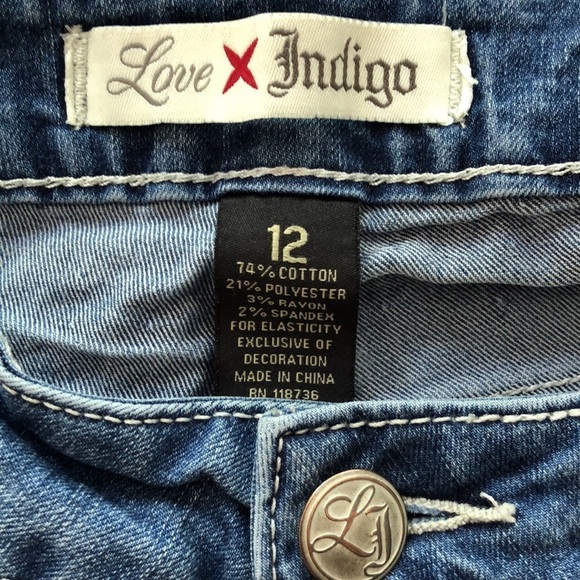 Love X Indigo
12
74% COTTON
21% POLYESTER
3% RAYON
2% SPANDEX
FOR ELASTICITY
EXCLUSIVE OF
DECORATION
MADE IN CHINA
RN 118736
LI